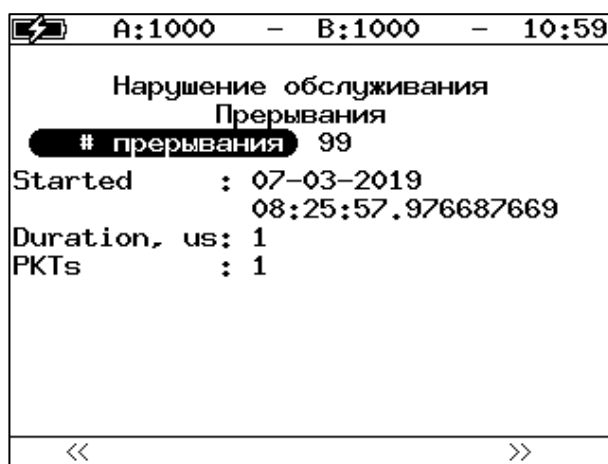 A:1000 – B:1000 – 10:59
Нарушение обслуживания
Прерывания
# прерывания 99
Started : 07-03-2019
08:25:57.976687669
Duration, us: 1
PKTs : 1
<< >>